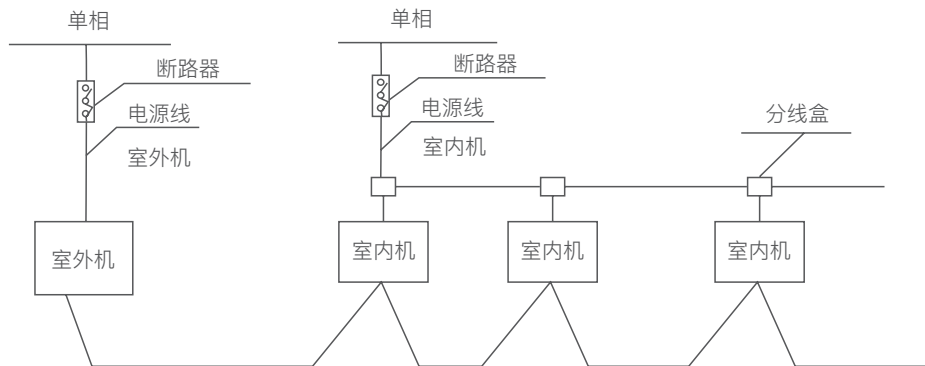 单相
断路器
电源线
室外机
室外机
单相
断路器
电源线
室内机
分线盒
室内机
室内机
室内机